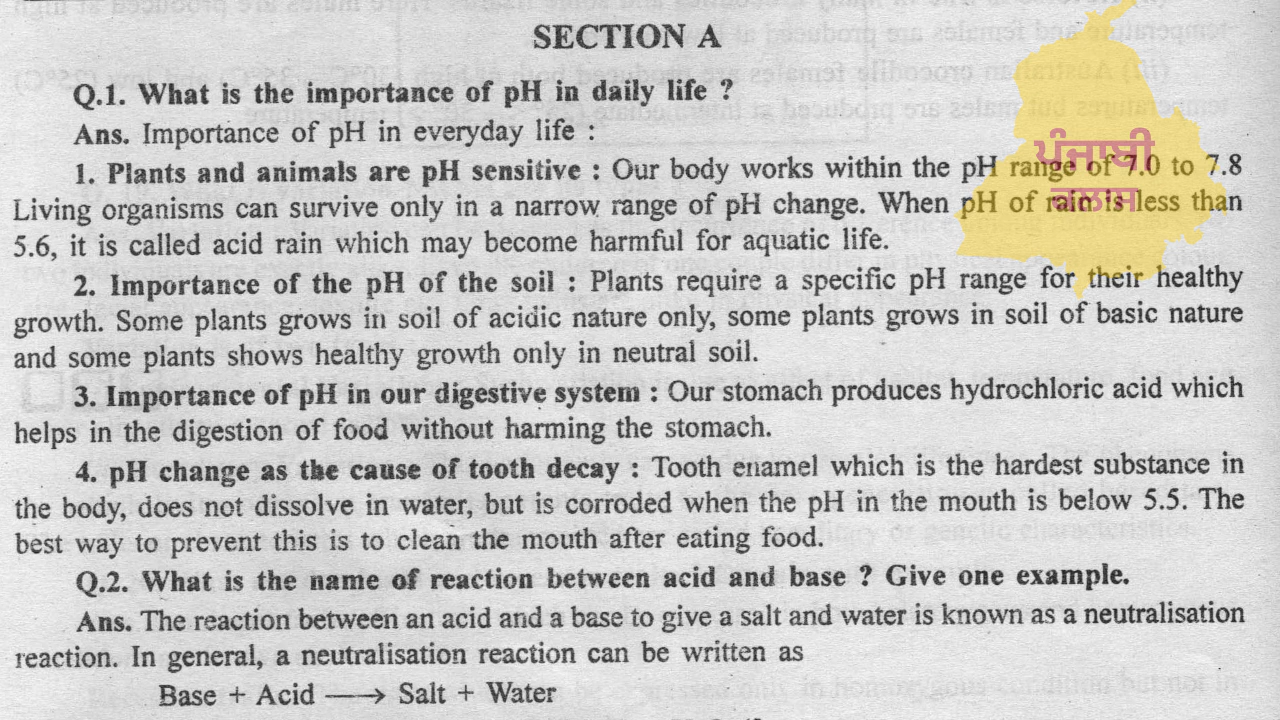 SECTION A
Q.1. What is the importance of pH in daily life ?
Ans. Importance of pH in everyday life :
1. Plants and animals are pH sensitive : Our body works within the pH range of 7.0 to 7.8
Living organisms can survive only in a narrow range of pH change. When pH of rain is less than
5.6, it is called acid rain which may become harmful for aquatic life.
ਪੰਜਾਬੀ
ਕਲਾਸ
2. Importance of the pH of the soil : Plants require a specific pH range for their healthy
growth. Some plants grows in soil of acidic nature only, some plants grows in soil of basic nature
and some plants shows healthy growth only in neutral soil.
3. Importance of pH in our digestive system : Our stomach produces hydrochloric acid which
helps in the digestion of food without harming the stomach.
4. pH change as the cause of tooth decay : Tooth enamel which is the hardest substance in
the body, does not dissolve in water, but is corroded when the pH in the mouth is below 5.5. The
best way to prevent this is to clean the mouth after eating food.
Q.2. What is the name of reaction between acid and base ? Give one example.
Ans. The reaction between an acid and a base to give a salt and water is known as a neutralisation
reaction. In general, a neutralisation reaction can be written as
Base + Acid ⟶ Salt + Water